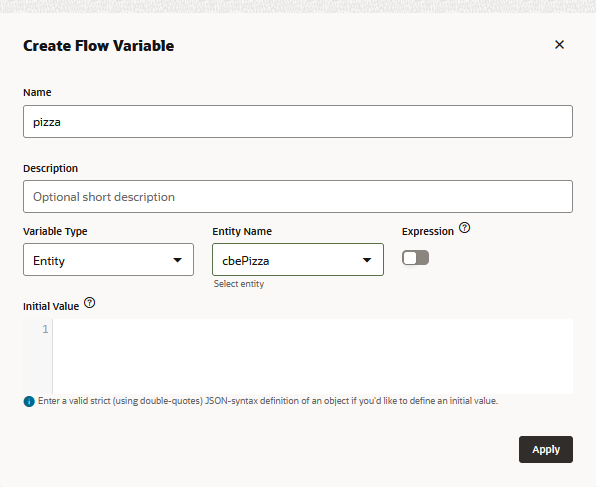 Create Flow Variable
Name
pizza
Description
Optional short description
Variable Type
Entity Name
Expression
Entity
cbePizza
Select entity
Initial Value
1
Enter a valid strict (using double-quotes) JSON-syntax definition of an object if you'd like to define an initial value.
Apply